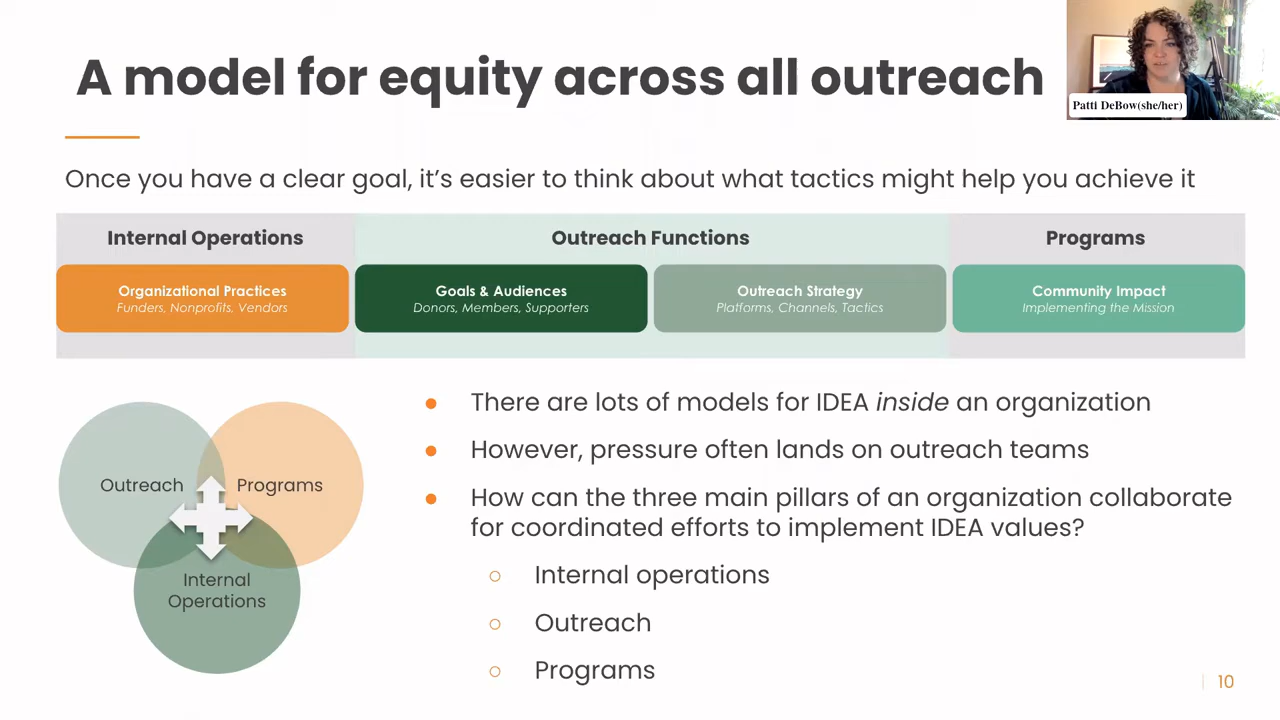 A model for equity across all outreach
Patti DeBow(she/her)
Once you have a clear goal, it's easier to think about what tactics might help you achieve it
Internal Operations
Outreach Functions
Programs
Organizational Practices
Funders, Nonprofits, Vendors
Goals & Audiences
Donors, Members, Supporters
Outreach Strategy
Platforms, Channels, Tactics
Community Impact
Implementing the Mission
Outreach
Programs
Internal
Operations
● There are lots of models for IDEA inside an organization
● However, pressure often lands on outreach teams
● How can the three main pillars of an organization collaborate
for coordinated efforts to implement IDEA values?
○ Internal operations
○ Outreach
○ Programs
10